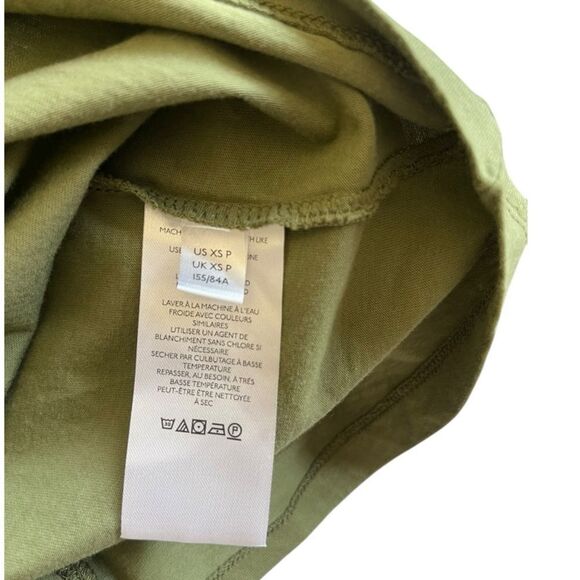 MACH
US XS P
UK XS P
155/84A
LAVER À LA MACHINE À L'EAU
FROIDE AVEC COULEURS
SIMILAIRES
UTILISER UN AGENT DE
BLANCHIMENT SANS CHLORE SI
NÉCESSAIRE
SECHER PAR CULBUTAGE À BASSE
TEMPERATURE
REPASSER, AU BESOIN, À TRÈS
BASSE TEMPÉRATURE
PEUT-ÊTRE ÊTRE NETTOYÉE
À SEC
30
P